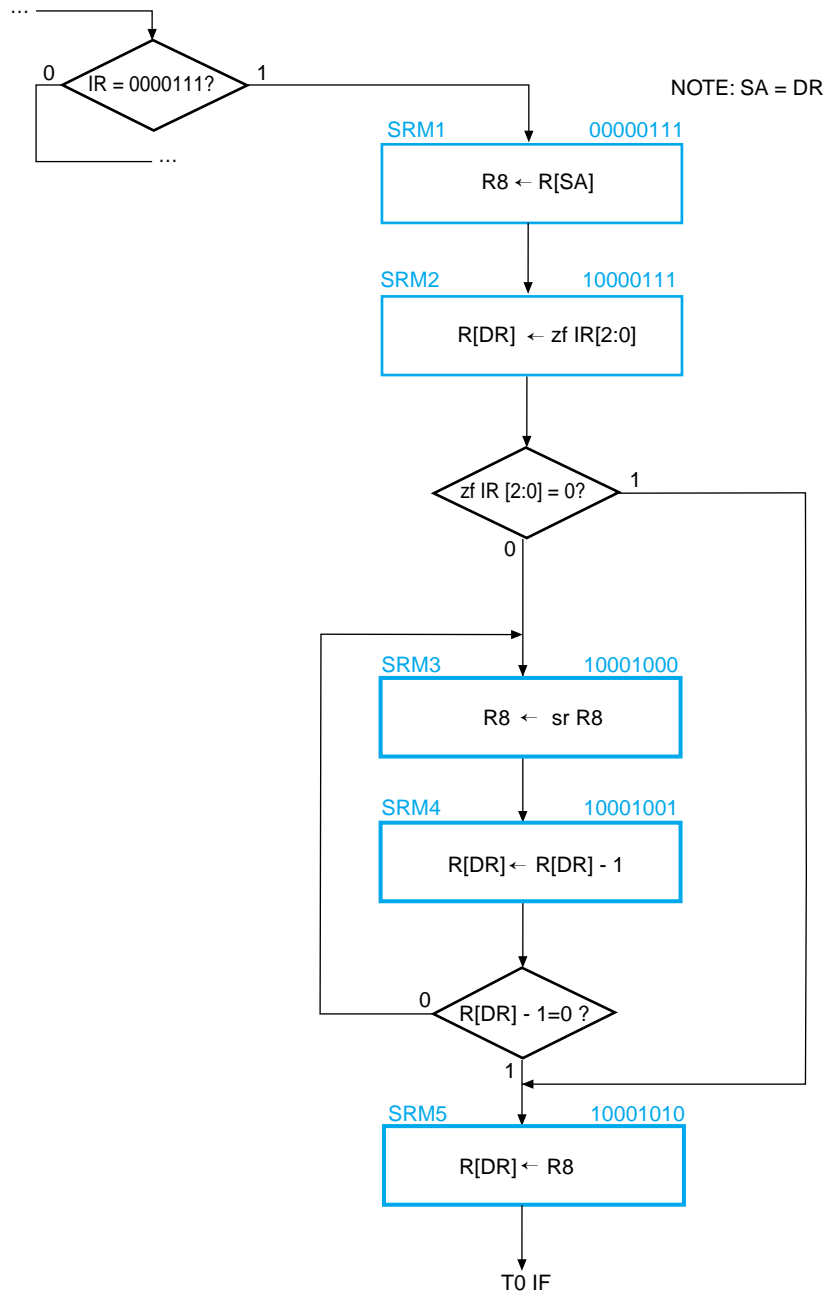 ...
0
IR = 0000111?
1
NOTE: SA = DR
...
SRM1 00000111
R8 ← R[SA]
SRM2 10000111
R[DR] ← zf IR[2:0]
zf IR [2:0] = 0?
1
0
SRM3 10001000
R8 ← sr R8
SRM4 10001001
R[DR] ← R[DR] - 1
0
R[DR] - 1=0 ?
1
SRM5 10001010
R[DR] ← R8
T0 IF